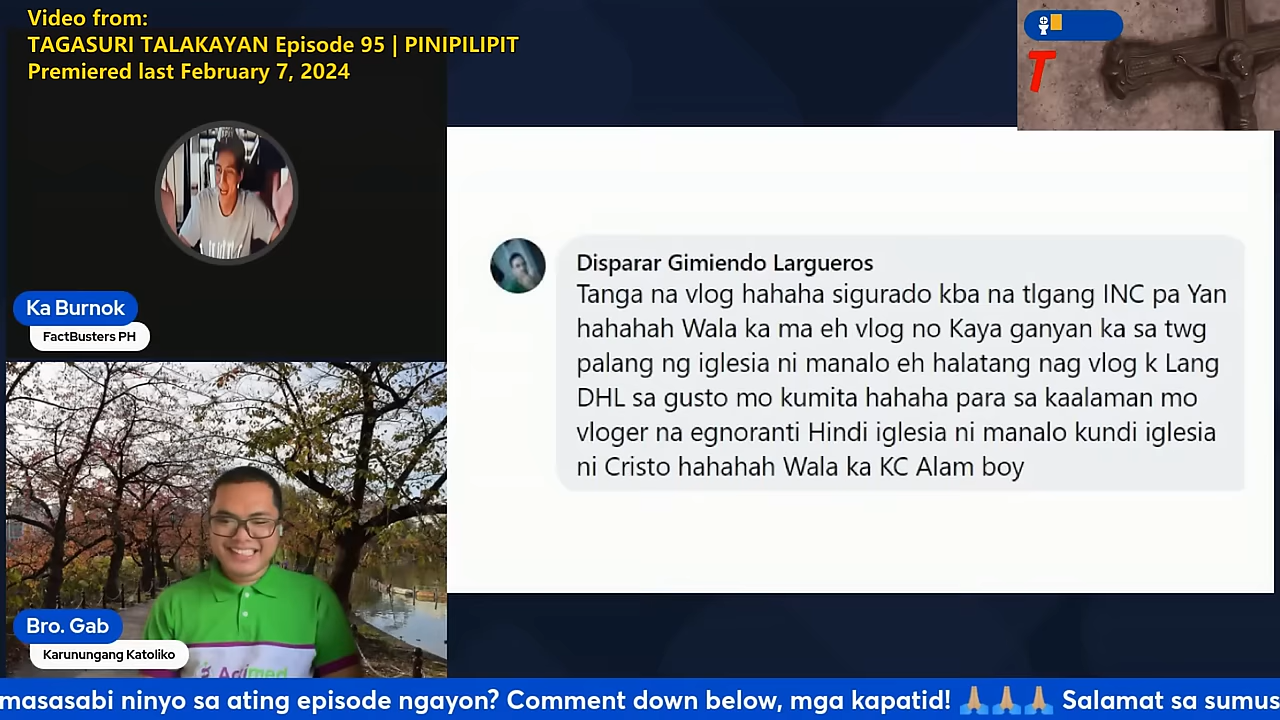 Video from:
TAGASURI TALAKAYAN Episode 95 | PINIPILIPIT
Premiered last February 7, 2024
T
Ka Burnok
FactBusters PH
Disparar Gimiendo Largueros
Tanga na vlog hahaha sigurado kba na tlgang INC pa Yan
hahahah Wala ka ma eh vlog no Kaya ganyan ka sa twg
palang ng iglesia ni manalo eh halatang nag vlog k Lang
DHL sa gusto mo kumita hahaha para sa kaalaman mo
vloger na egnoranti Hindi iglesia ni manalo kundi iglesia
ni Cristo hahahah Wala ka KC Alam boy
Bro. Gab
Karunungang Katoliko
masasabi ninyo sa ating episode ngayon? Comment down below, mga kapatid! 🙏🏽🙏🏽🙏🏽 Salamat sa sumus